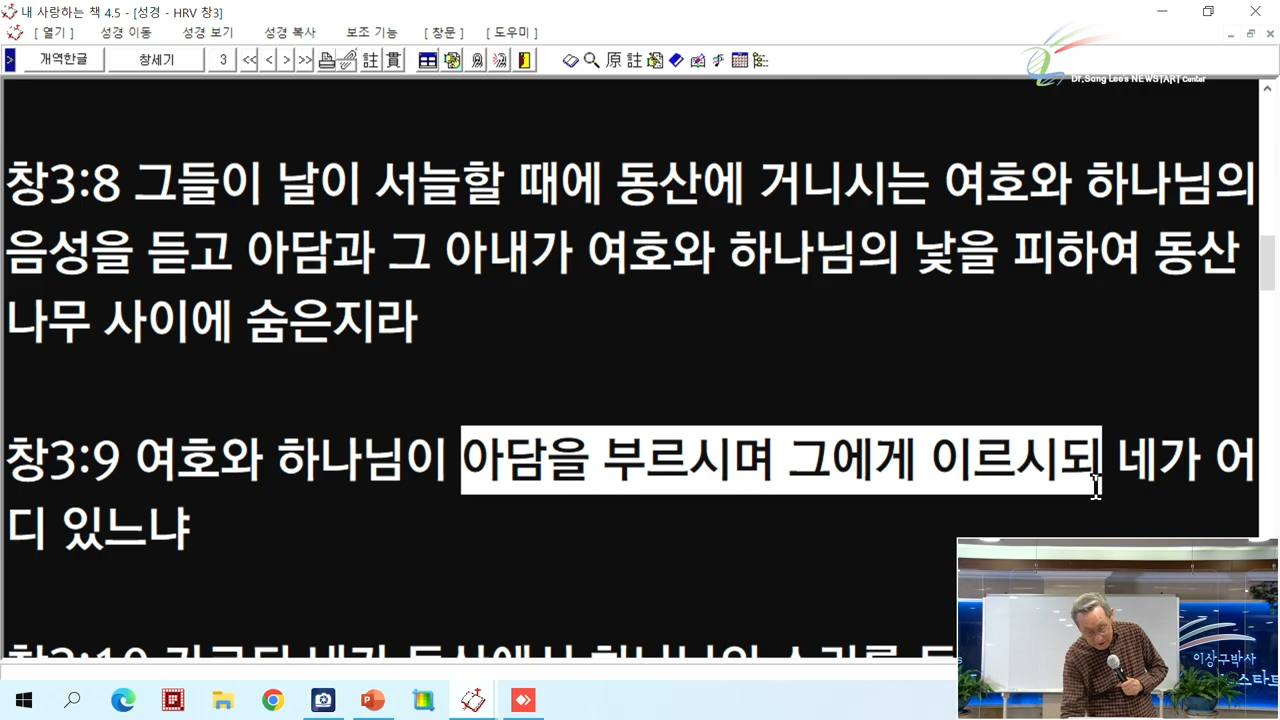 내 사랑하는 책 4.5 - [성경 - HRV 창3]
[ 열기 ] 성경 이동 성경 보기 성경 복사 보조 기능 [ 창문 ] [ 도우미 ]
개역한글 창세기 3 << < > >> 註 貫 原 註
Dr.Sang Lee's NEWSTART Center
창3:8 그들이 날이 서늘할 때에 동산에 거니시는 여호와 하나님의
음성을 듣고 아담과 그 아내가 여호와 하나님의 낯을 피하여 동산
나무 사이에 숨은지라
창3:9 여호와 하나님이 아담을 부르시며 그에게 이르시되 네가 어
디 있느냐
이상구박사